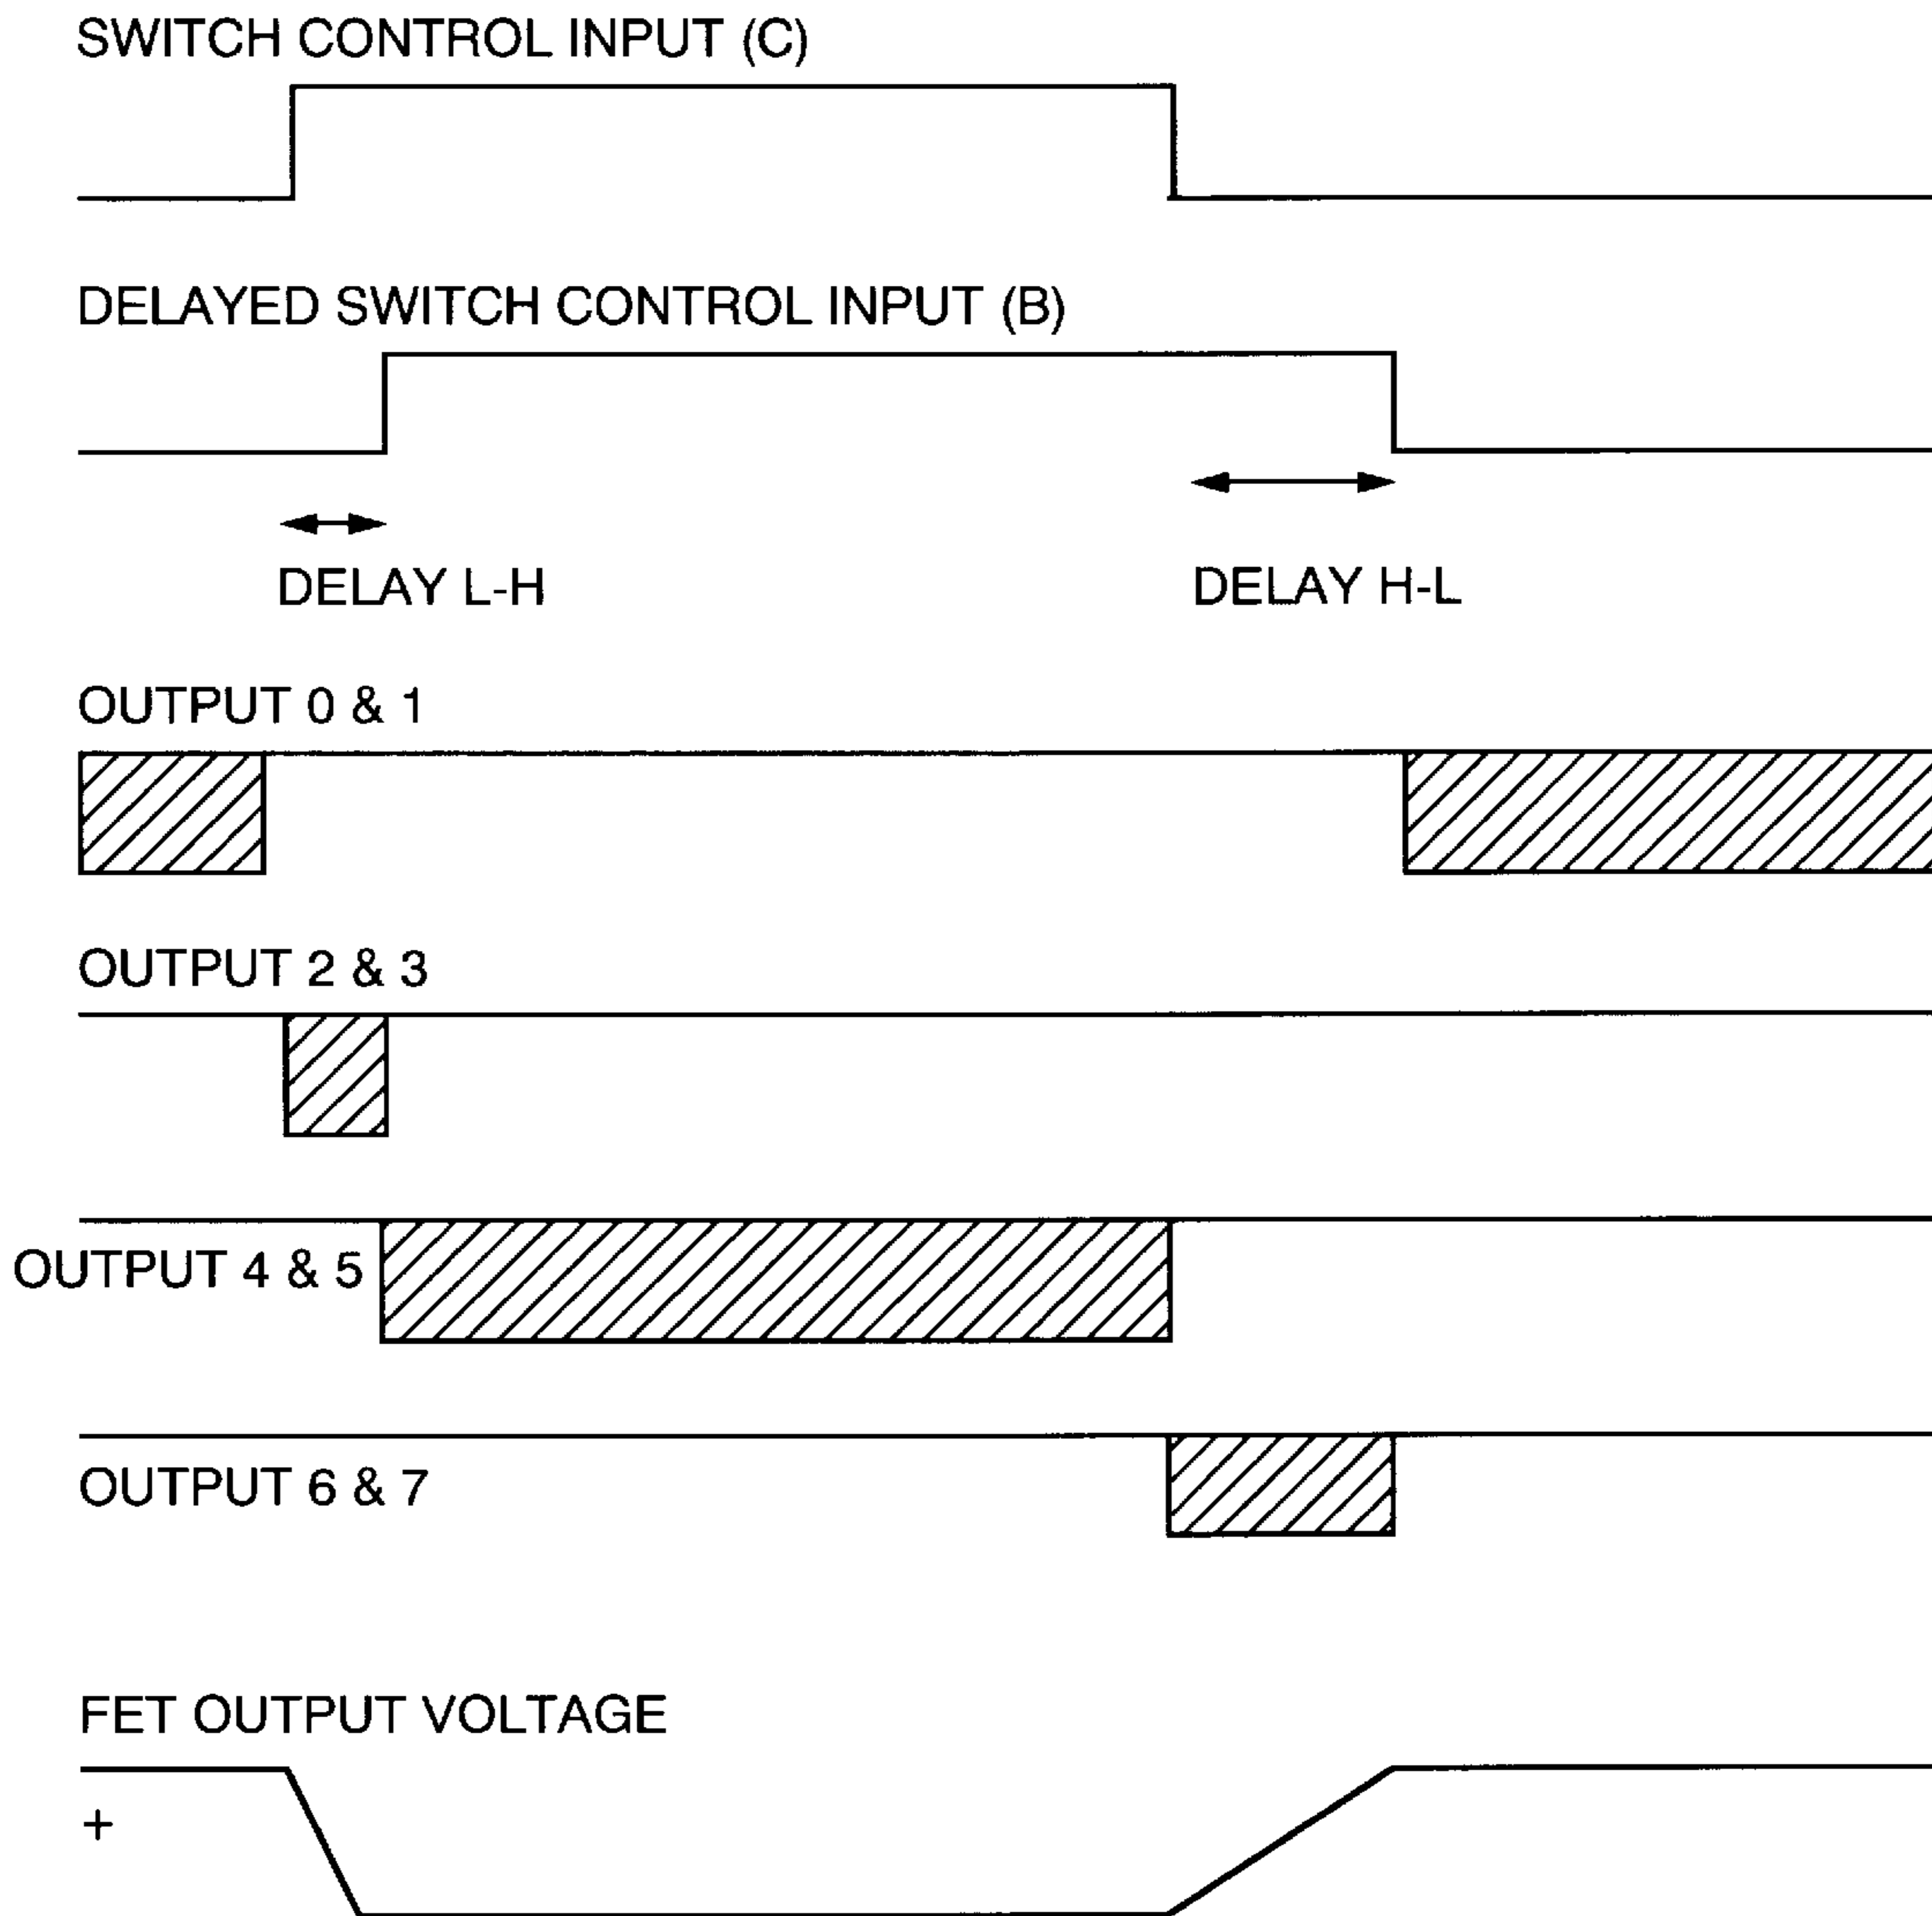 SWITCH CONTROL INPUT (C)
DELAYED SWITCH CONTROL INPUT (B)
DELAY L-H
DELAY H-L
OUTPUT 0 & 1
OUTPUT 2 & 3
OUTPUT 4 & 5
OUTPUT 6 & 7
FET OUTPUT VOLTAGE
+